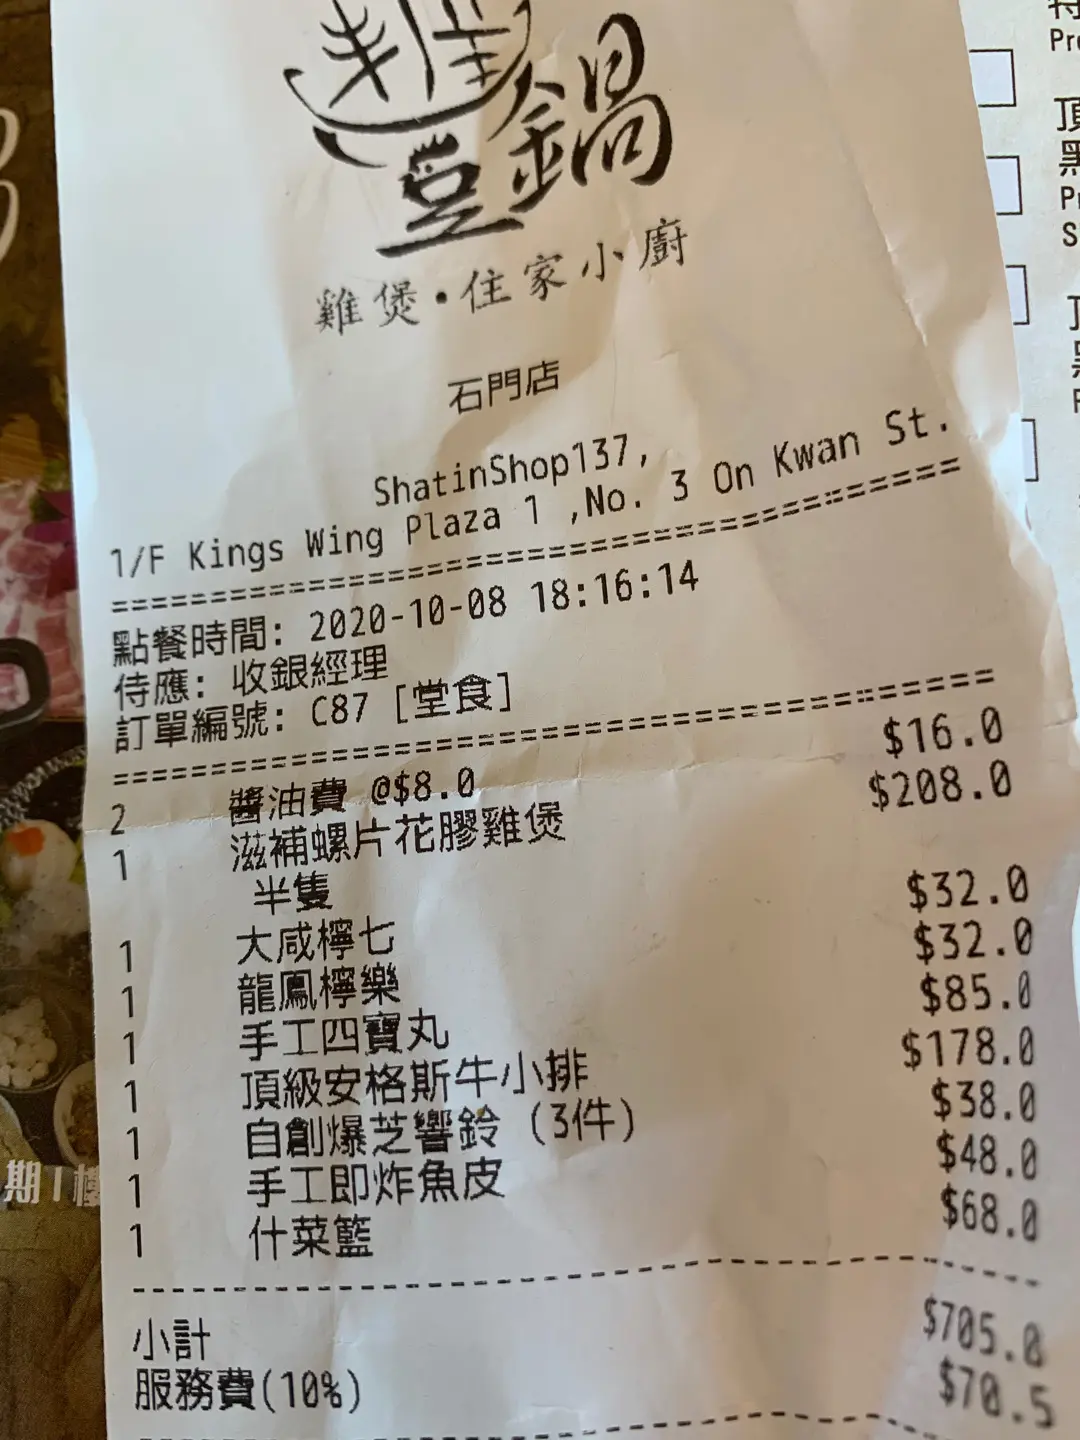 豐鍋
雞煲・住家小廚
石門店
ShatinShop137,
1/F Kings Wing Plaza 1 ,No. 3 On Kwan St.
點餐時間: 2020-10-08 18:16:14
侍應: 收銀經理
訂單編號: C87 [堂食]
2 醬油費 @$8.0 $16.0
1 滋補螺片花膠雞煲 $208.0
半隻
1 大咸檸七 $32.0
1 龍鳳檸樂 $32.0
1 手工四寶丸 $85.0
1 頂級安格斯牛小排 $178.0
1 自創爆芝響鈴 (3件) $38.0
1 手工即炸魚皮 $48.0
1 什菜籃 $68.0
小計 $705.0
服務費(10%) $70.5
期1樓